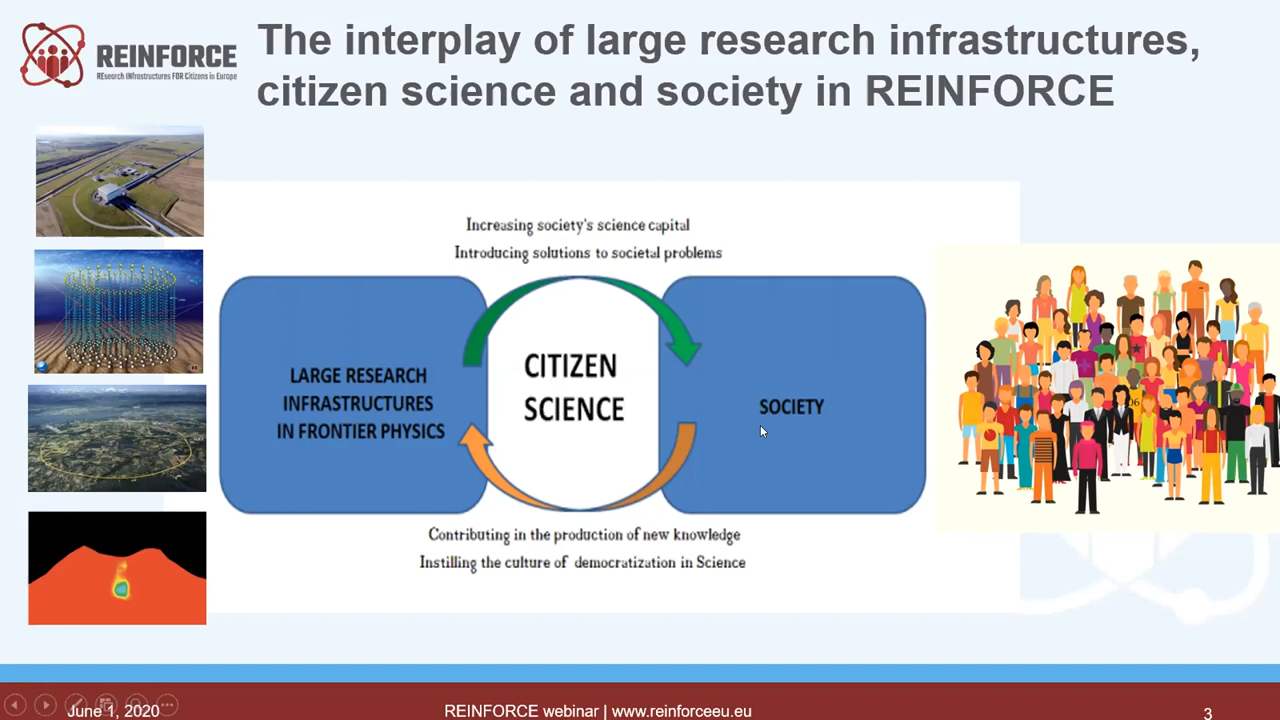 REINFORCE
REsearch INfrastructures FOR Citizens in Europe
The interplay of large research infrastructures,
citizen science and society in REINFORCE
Increasing society's science capital
Introducing solutions to societal problems
LARGE RESEARCH
INFRASTRUCTURES
IN FRONTIER PHYSICS
CITIZEN
SCIENCE
SOCIETY
Contributing in the production of new knowledge
Instilling the culture of democratization in Science
June 1, 2020
REINFORCE webinar | www.reinforceeu.eu
3